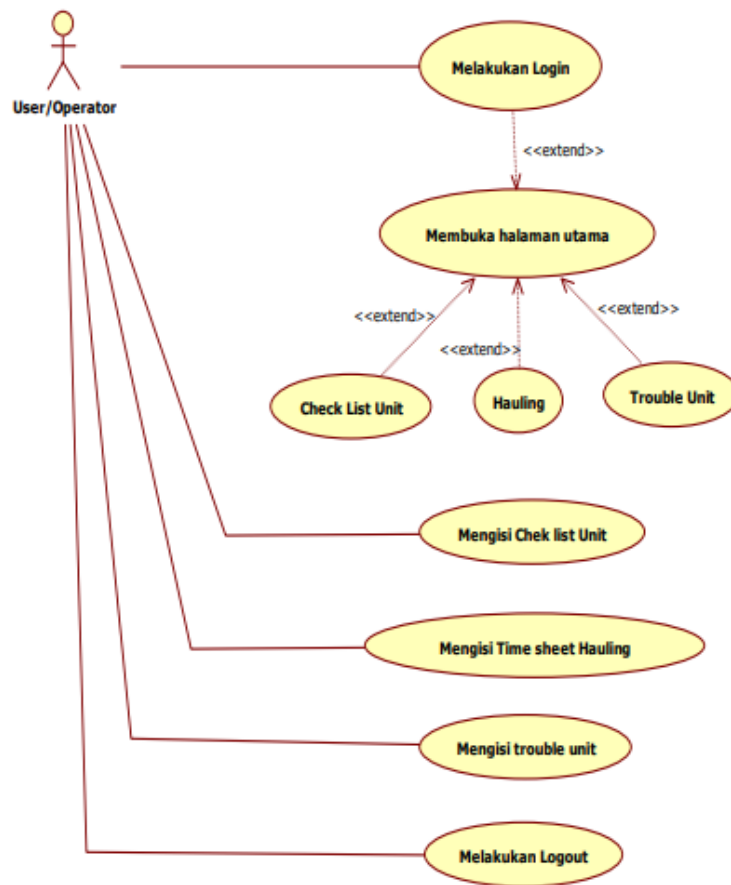 Melakukan Login
User/Operator
<<extend>>
Membuka halaman utama
<<extend>>
<<extend>>
<<extend>>
Check List Unit
Hauling
Trouble Unit
Mengisi Chek list Unit
Mengisi Time sheet Hauling
Mengisi trouble unit
Melakukan Logout